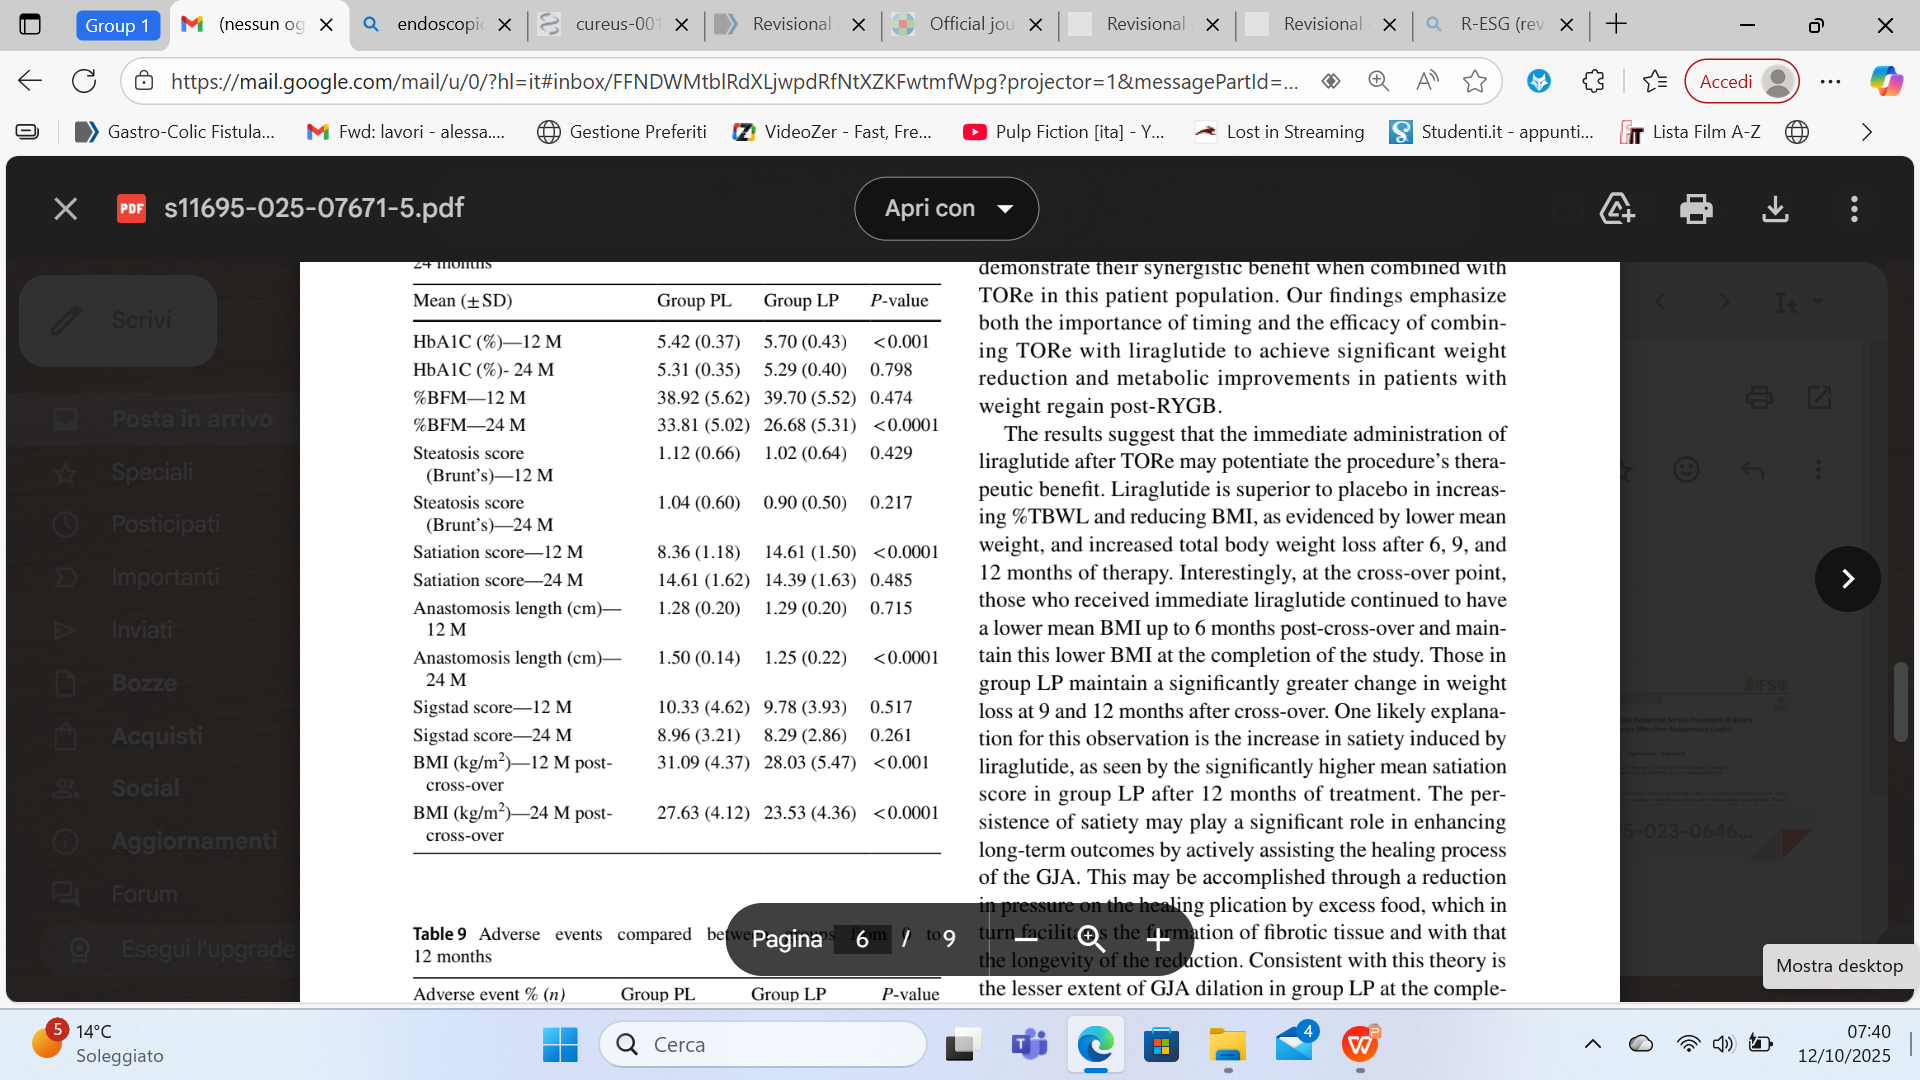 Group 1
(nessun og
endoscopic
cureus-001
Revisional
Official jou
Revisional
Revisional
R-ESG (rev
https://mail.google.com/mail/u/0/?hl=it#inbox/FFNDWMtblRdXLjwpdRfNtXZKFwtmfWpg?projector=1&messagePartId=...
Accedi
Gastro-Colic Fistula...
Fwd: lavori - alessa....
Gestione Preferiti
VideoZer - Fast, Fre...
Pulp Fiction [ita] - Y...
Lost in Streaming
Studenti.it - appunti...
Lista Film A-Z
PDF
s11695-025-07671-5.pdf
Apri con
Scrivi
Posta in arrivo
Speciali
Posticipati
Importanti
Inviati
Bozze
Acquisti
Social
Aggiornamenti
Forum
Esegui l'upgrade
24 months
Mean (±SD) Group PL Group LP P-value
HbA1C (%)—12 M 5.42 (0.37) 5.70 (0.43) <0.001
HbA1C (%)- 24 M 5.31 (0.35) 5.29 (0.40) 0.798
%BFM—12 M 38.92 (5.62) 39.70 (5.52) 0.474
%BFM—24 M 33.81 (5.02) 26.68 (5.31) <0.0001
Steatosis score 1.12 (0.66) 1.02 (0.64) 0.429
(Brunt's)—12 M
Steatosis score 1.04 (0.60) 0.90 (0.50) 0.217
(Brunt's)—24 M
Satiation score—12 M 8.36 (1.18) 14.61 (1.50) <0.0001
Satiation score—24 M 14.61 (1.62) 14.39 (1.63) 0.485
Anastomosis length (cm)— 1.28 (0.20) 1.29 (0.20) 0.715
12 M
Anastomosis length (cm)— 1.50 (0.14) 1.25 (0.22) <0.0001
24 M
Sigstad score—12 M 10.33 (4.62) 9.78 (3.93) 0.517
Sigstad score—24 M 8.96 (3.21) 8.29 (2.86) 0.261
BMI (kg/m²)—12 M post- 31.09 (4.37) 28.03 (5.47) <0.001
cross-over
BMI (kg/m²)—24 M post- 27.63 (4.12) 23.53 (4.36) <0.0001
cross-over
Table 9 Adverse events compared between groups from 0 to
12 months
Adverse event % (n) Group PL Group LP P-value
demonstrate their synergistic benefit when combined with
TORe in this patient population. Our findings emphasize
both the importance of timing and the efficacy of combin-
ing TORe with liraglutide to achieve significant weight
reduction and metabolic improvements in patients with
weight regain post-RYGB.
The results suggest that the immediate administration of
liraglutide after TORe may potentiate the procedure's thera-
peutic benefit. Liraglutide is superior to placebo in increas-
ing %TBWL and reducing BMI, as evidenced by lower mean
weight, and increased total body weight loss after 6, 9, and
12 months of therapy. Interestingly, at the cross-over point,
those who received immediate liraglutide continued to have
a lower mean BMI up to 6 months post-cross-over and main-
tain this lower BMI at the completion of the study. Those in
group LP maintain a significantly greater change in weight
loss at 9 and 12 months after cross-over. One likely explana-
tion for this observation is the increase in satiety induced by
liraglutide, as seen by the significantly higher mean satiation
score in group LP after 12 months of treatment. The per-
sistence of satiety may play a significant role in enhancing
long-term outcomes by actively assisting the healing process
of the GJA. This may be accomplished through a reduction
in pressure on the healing plication by excess food, which in
turn facilitates the formation of fibrotic tissue and with that
the longevity of the reduction. Consistent with this theory is
the lesser extent of GJA dilation in group LP at the comple-
Pagina 6 / 9
5-023-0646...
Mostra desktop
5
14°C
Soleggiato
Cerca
4
07:40
12/10/2025